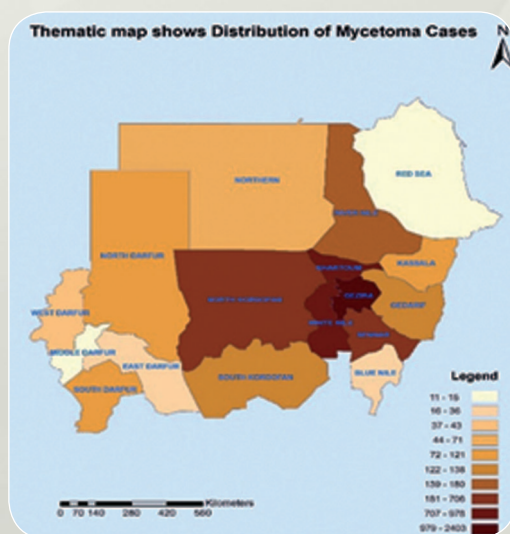 Thematic map shows Distribution of Mycetoma Cases
N
RED SEA
NORTHERN
RIVER NILE
NORTH DARFUR
KHARTOUM
KASSALA
NORTH KORDOFAN
GEZIRA
GEDARIF
WEST DARFUR
WHITE NILE
SINNAR
MIDDLE DARFUR
EAST DARFUR
SOUTH KORDOFAN
BLUE NILE
SOUTH DARFUR
Legend
11 - 15
16 - 36
37 - 43
44 - 71
72 - 121
122 - 138
139 - 180
181 - 706
707 - 978
979 - 2403
Kilometers
0 70 140 280 420 560